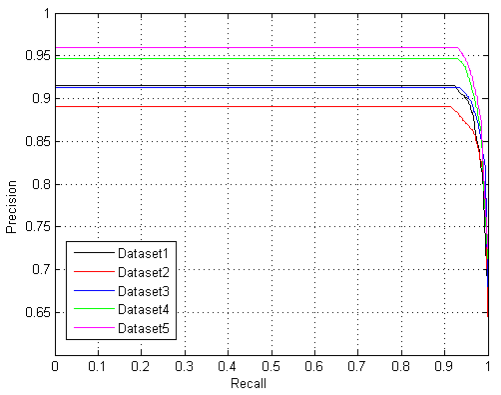 1
0.95
0.9
0.85
0.8
0.75
0.7
0.65
Precision
Dataset1
Dataset2
Dataset3
Dataset4
Dataset5
0 0.1 0.2 0.3 0.4 0.5 0.6 0.7 0.8 0.9 1
Recall